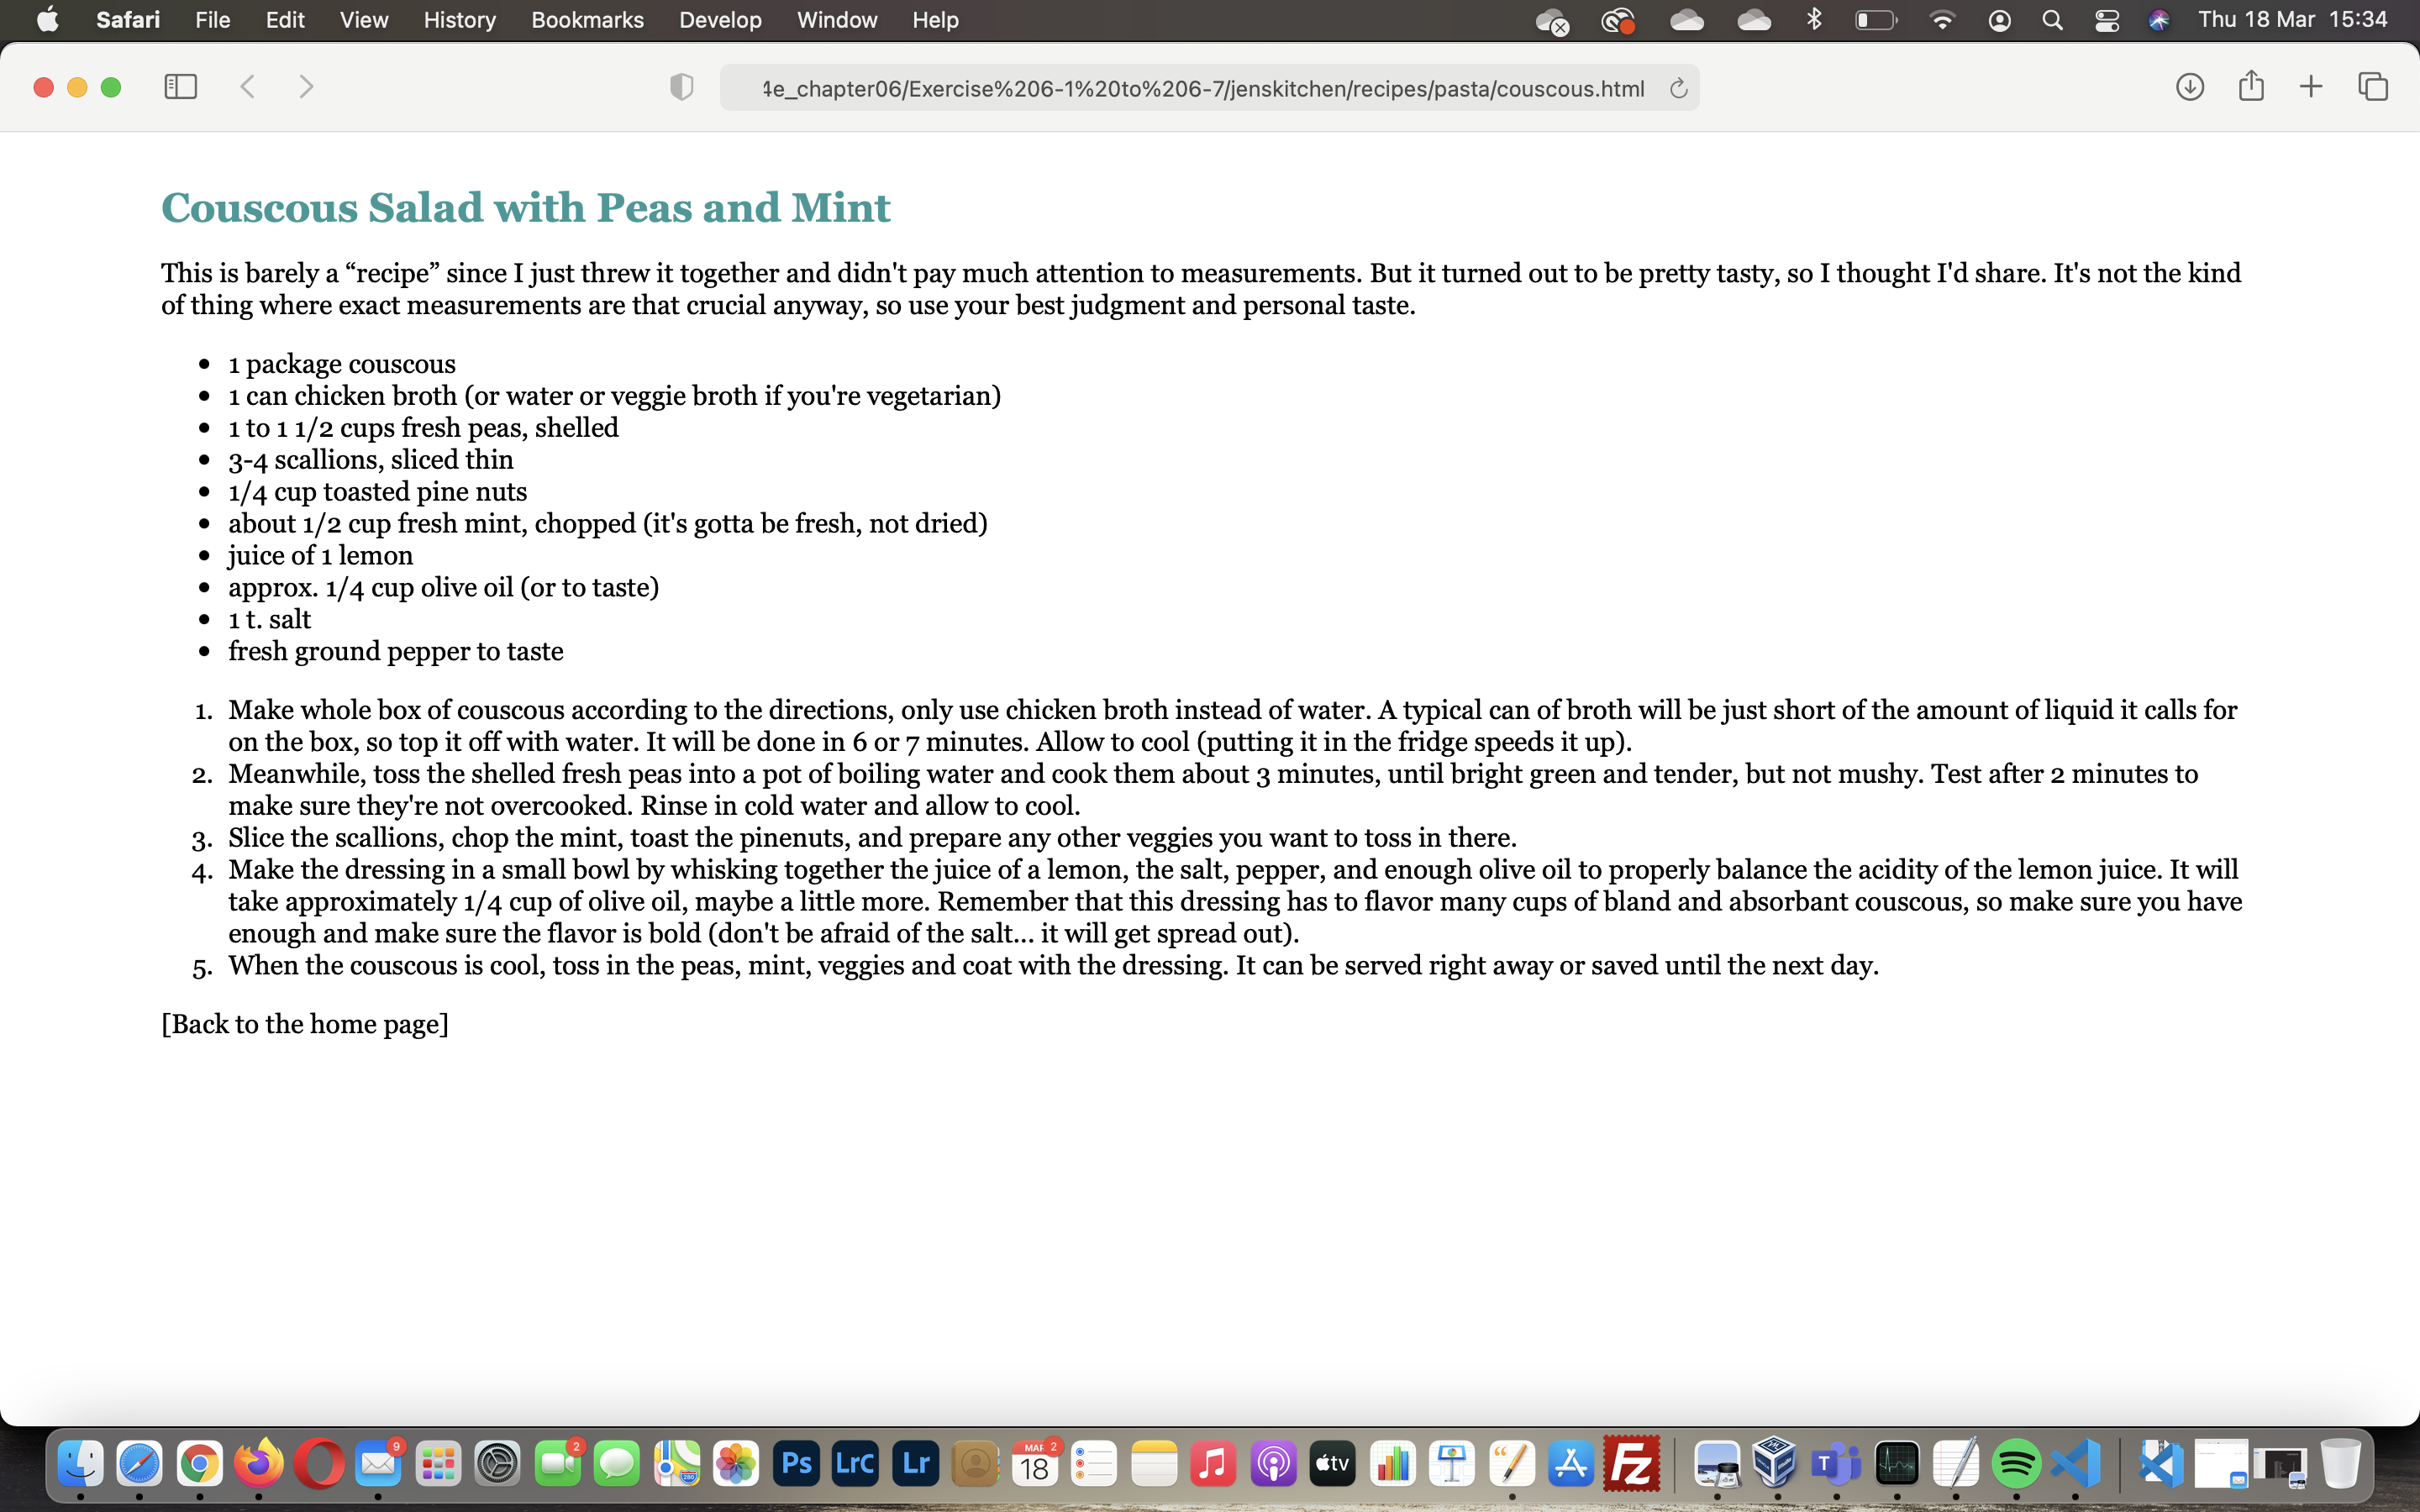 Safari File Edit View History Bookmarks Develop Window Help Thu 18 Mar 15:34
4e_chapter06/Exercise%206-1%20to%206-7/jenskitchen/recipes/pasta/couscous.html
Couscous Salad with Peas and Mint
This is barely a “recipe” since I just threw it together and didn't pay much attention to measurements. But it turned out to be pretty tasty, so I thought I'd share. It's not the kind
of thing where exact measurements are that crucial anyway, so use your best judgment and personal taste.
• 1 package couscous
• 1 can chicken broth (or water or veggie broth if you're vegetarian)
• 1 to 1 1/2 cups fresh peas, shelled
• 3-4 scallions, sliced thin
• 1/4 cup toasted pine nuts
• about 1/2 cup fresh mint, chopped (it's gotta be fresh, not dried)
• juice of 1 lemon
• approx. 1/4 cup olive oil (or to taste)
• 1 t. salt
• fresh ground pepper to taste
1. Make whole box of couscous according to the directions, only use chicken broth instead of water. A typical can of broth will be just short of the amount of liquid it calls for
on the box, so top it off with water. It will be done in 6 or 7 minutes. Allow to cool (putting it in the fridge speeds it up).
2. Meanwhile, toss the shelled fresh peas into a pot of boiling water and cook them about 3 minutes, until bright green and tender, but not mushy. Test after 2 minutes to
make sure they're not overcooked. Rinse in cold water and allow to cool.
3. Slice the scallions, chop the mint, toast the pinenuts, and prepare any other veggies you want to toss in there.
4. Make the dressing in a small bowl by whisking together the juice of a lemon, the salt, pepper, and enough olive oil to properly balance the acidity of the lemon juice. It will
take approximately 1/4 cup of olive oil, maybe a little more. Remember that this dressing has to flavor many cups of bland and absorbant couscous, so make sure you have
enough and make sure the flavor is bold (don't be afraid of the salt... it will get spread out).
5. When the couscous is cool, toss in the peas, mint, veggies and coat with the dressing. It can be served right away or saved until the next day.
[Back to the home page]
9 2 280 Ps LrC Lr MAR 2 18 tv Fz T